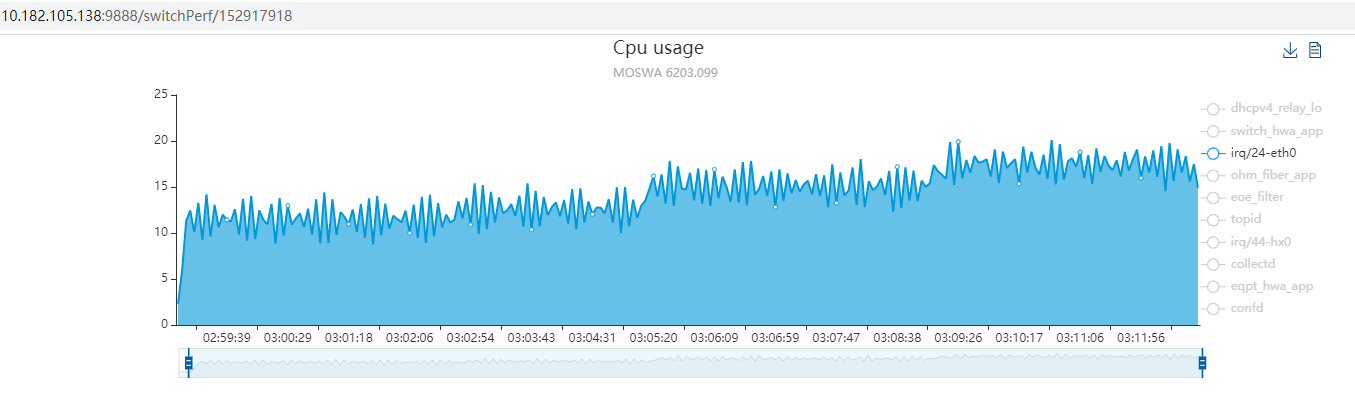 10.182.105.138:9888/switchPerf/152917918
Cpu usage
MOSWA 6203.099
25
20
15
10
5
0
02:59:39 03:00:29 03:01:18 03:02:06 03:02:54 03:03:43 03:04:31 03:05:20 03:06:09 03:06:59 03:07:47 03:08:38 03:09:26 03:10:17 03:11:06 03:11:56
dhcpv4_relay_lo
switch_hwa_app
irq/24-eth0
ohm_fiber_app
eoe_filter
topid
irq/44-hx0
collectd
eqpt_hwa_app
confd